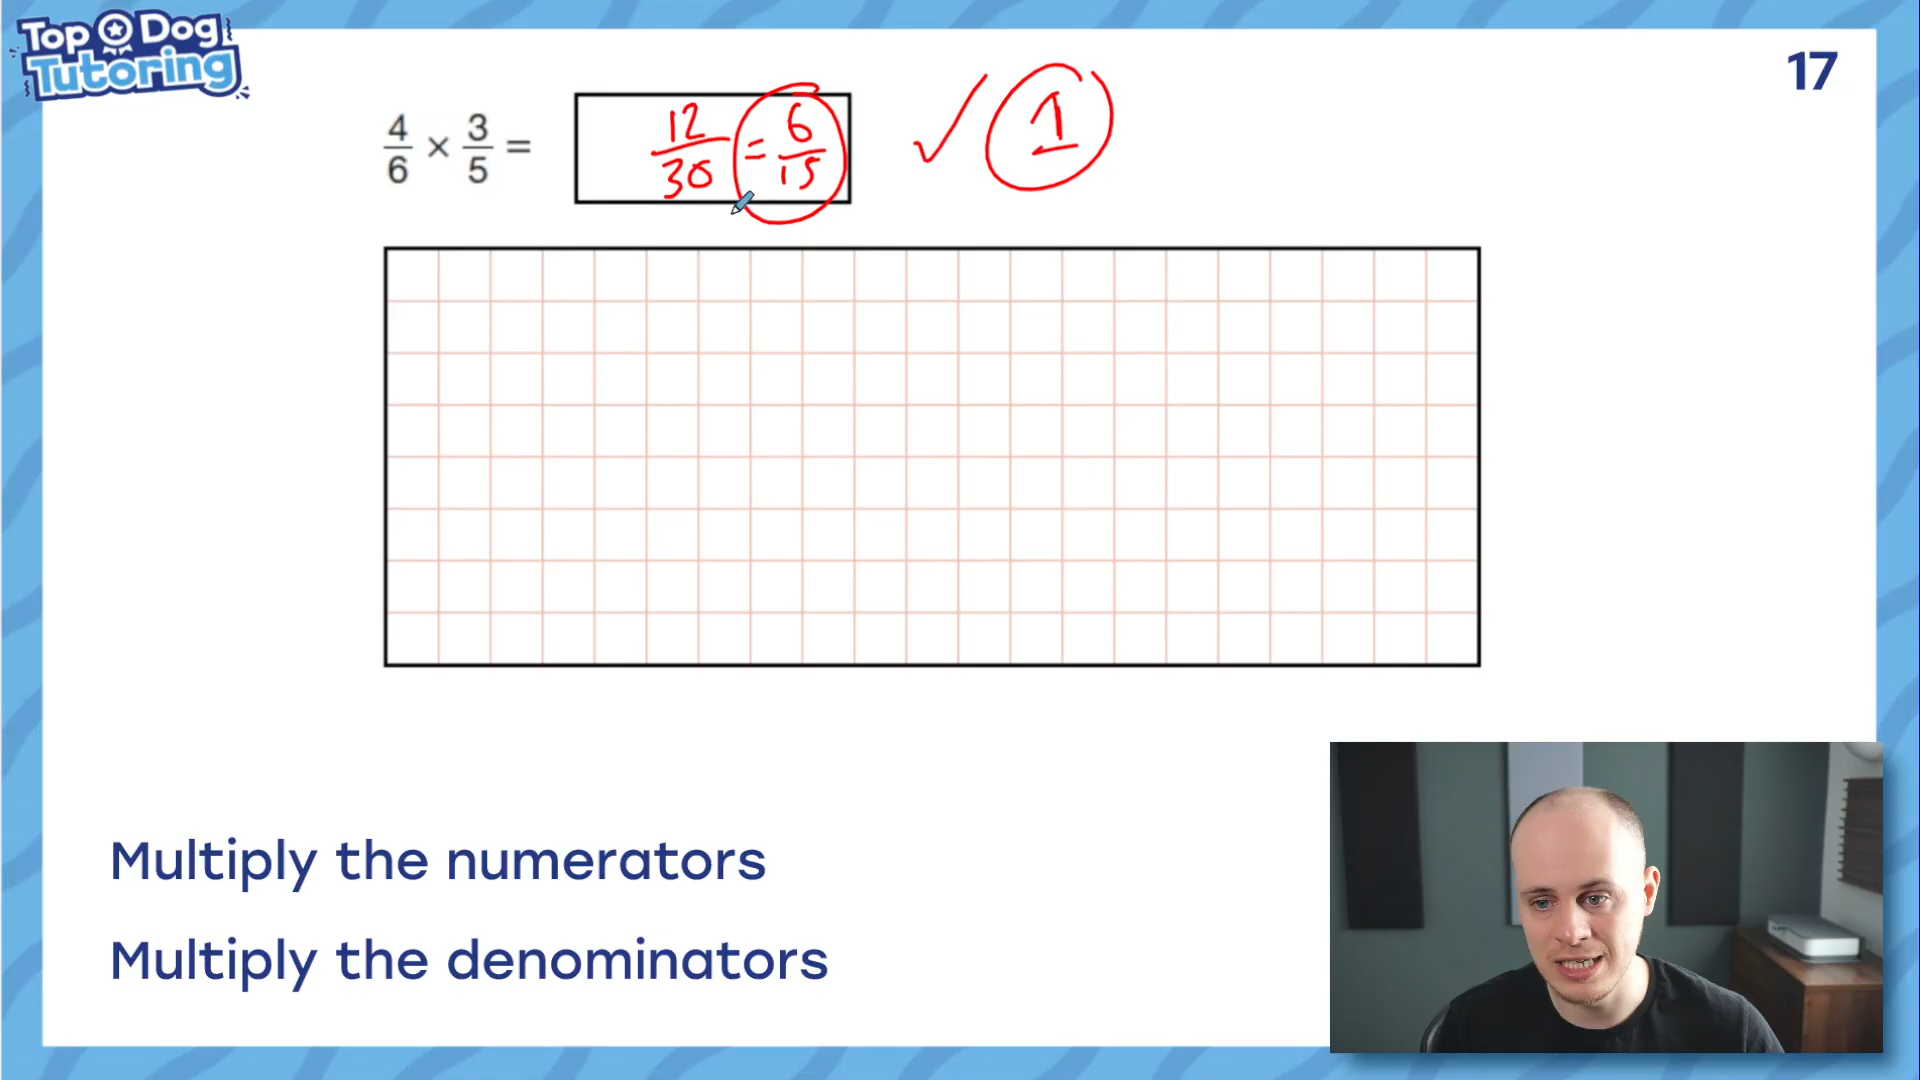 Top Dog
Tutoring
17
4/6 × 3/5 = 12/30 = 6/15 ✓ 1
Multiply the numerators
Multiply the denominators